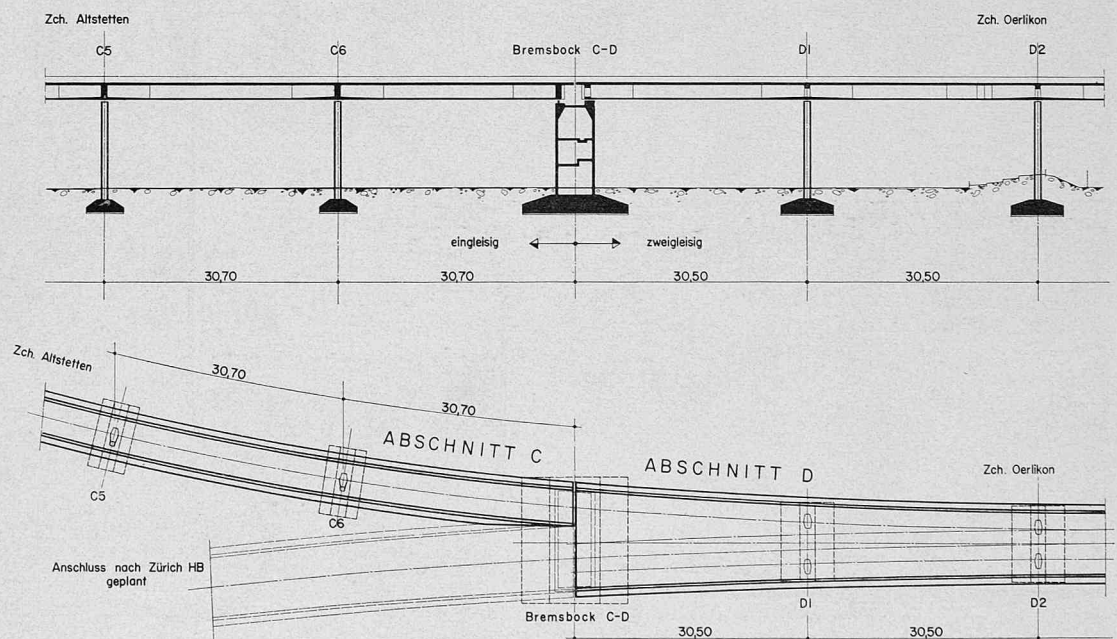 Zch. Altstetten
Zch. Oerlikon
C5
C6
Bremsbock C-D
D1
D2
eingleisig
zweigleisig
30,70
30,70
30,50
30,50
Zch. Altstetten
30,70
30,70
ABSCHNITT C
ABSCHNITT D
Zch. Oerlikon
C5
C6
Anschluss nach Zürich HB
geplant
Bremsbock C-D
D1
D2
30,50
30,50